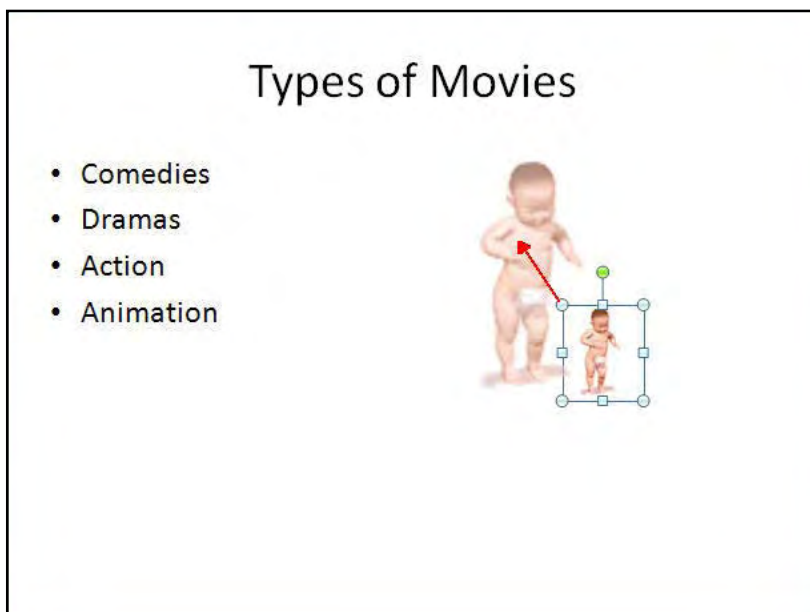 Types of Movies
• Comedies
• Dramas
• Action
• Animation